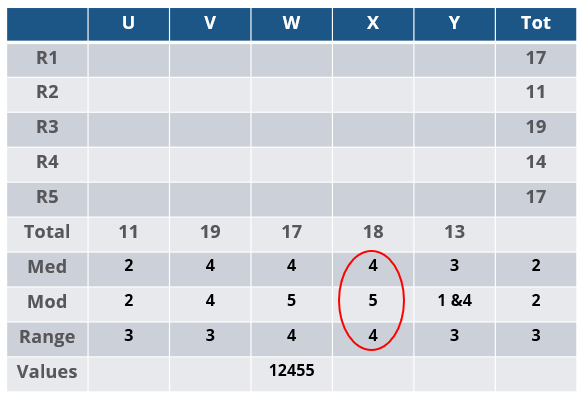 U V W X Y Tot
R1 17
R2 11
R3 19
R4 14
R5 17
Total 11 19 17 18 13
Med 2 4 4 4 3 2
Mod 2 4 5 5 1 &4 2
Range 3 3 4 4 3 3
Values 12455